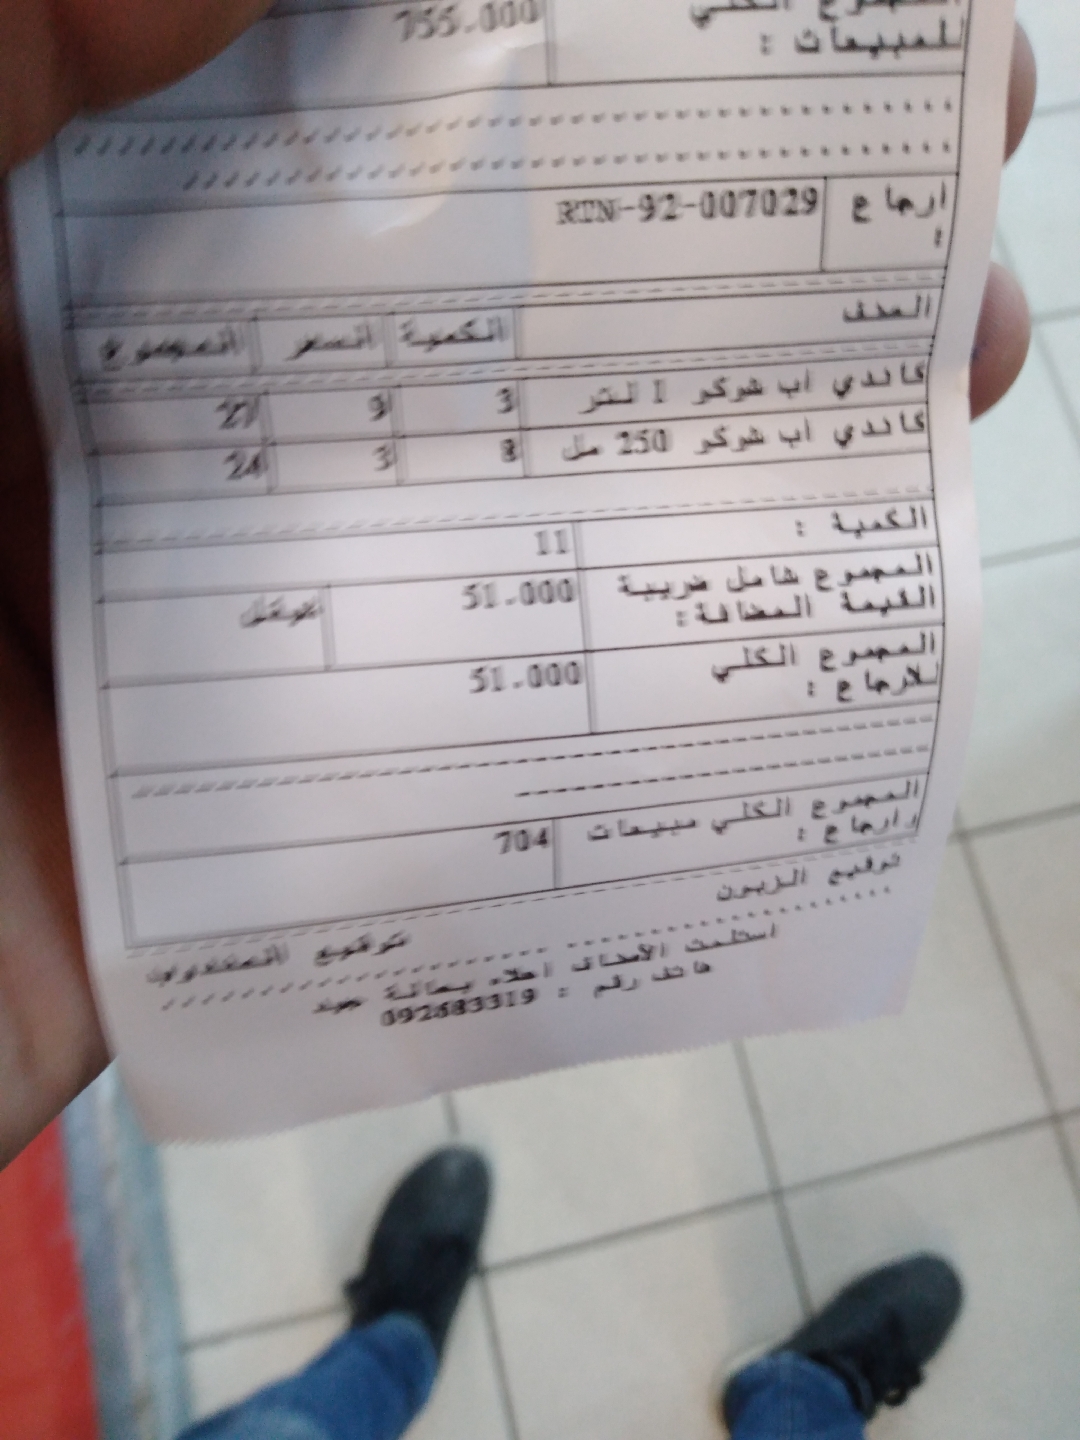 المجموع الكلي 755.000
للمبيعات :
ارجاع RTN-92-007029
:
الصنف الكمية السعر المجموع
كاندي أب شوكو 1 لتر 3 9 27
كاندي أب شوكو 250 مل 8 3 24
الكمية : 11
المجموع شامل ضريبة 51.000
القيمة المضافة :
المجموع الكلي 51.000
للارجاع :
المجموع الكلي مبيعات 704
وارجاع :
توقيع الزبون
توقيع المندوب
استلمت الأصناف اعلاه بحالة جيد
هاتف رقم : 092683319